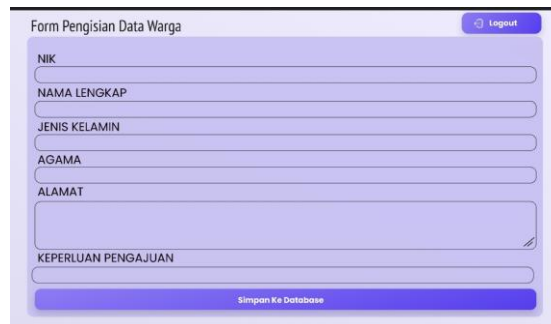 Form Pengisian Data Warga
Logout
NIK
NAMA LENGKAP
JENIS KELAMIN
AGAMA
ALAMAT
KEPERLUAN PENGAJUAN
Simpan Ke Database